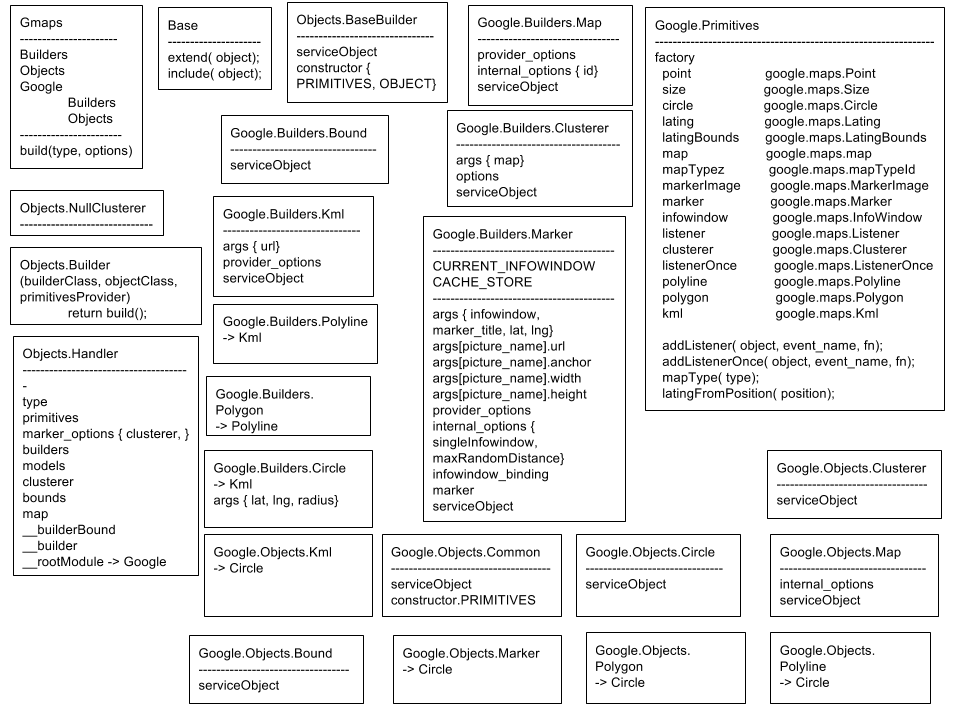 Gmaps
----------------------
Builders
Objects
Google
Builders
Objects
-----------------------
build(type, options)
Base
---------------------
extend( object);
include( object);
Objects.BaseBuilder
-------------------------------
serviceObject
constructor {
PRIMITIVES, OBJECT}
Google.Builders.Map
--------------------------------
provider_options
internal_options { id}
serviceObject
Google.Primitives
---------------------------------------------------------------
factory
point google.maps.Point
size google.maps.Size
circle google.maps.Circle
lating google.maps.Lating
latingBounds google.maps.LatingBounds
map google.maps.map
mapTypez google.maps.mapTypeId
markerImage google.maps.MarkerImage
marker google.maps.Marker
infowindow google.maps.InfoWindow
listener google.maps.Listener
clusterer google.maps.Clusterer
listenerOnce google.maps.ListenerOnce
polyline google.maps.Polyline
polygon google.maps.Polygon
kml google.maps.Kml
addListener( object, event_name, fn);
addListenerOnce( object, event_name, fn);
mapType( type);
latingFromPosition( position);
Google.Builders.Bound
---------------------------------
serviceObject
Google.Builders.Clusterer
-------------------------------------
args { map}
options
serviceObject
Objects.NullClusterer
------------------------------
Google.Builders.Kml
-------------------------------
args { url}
provider_options
serviceObject
Google.Builders.Marker
-----------------------------------------
CURRENT_INFOWINDOW
CACHE_STORE
-----------------------------------------
args { infowindow,
marker_title, lat, lng}
args[picture_name].url
args[picture_name].anchor
args[picture_name].width
args[picture_name].height
provider_options
internal_options {
singleInfowindow,
maxRandomDistance}
infowindow_binding
marker
serviceObject
Objects.Builder
(builderClass, objectClass,
primitivesProvider)
return build();
Google.Builders.Polyline
-> Kml
Objects.Handler
-------------------------------------
-
type
primitives
marker_options { clusterer, }
builders
models
clusterer
bounds
map
__builderBound
__builder
__rootModule -> Google
Google.Builders.
Polygon
-> Polyline
Google.Builders.Circle
-> Kml
args { lat, lng, radius}
Google.Objects.Clusterer
----------------------------------
serviceObject
Google.Objects.Kml
-> Circle
Google.Objects.Common
------------------------------------
serviceObject
constructor.PRIMITIVES
Google.Objects.Circle
-------------------------------
serviceObject
Google.Objects.Map
---------------------------------
internal_options
serviceObject
Google.Objects.Bound
----------------------------------
serviceObject
Google.Objects.Marker
-> Circle
Google.Objects.
Polygon
-> Circle
Google.Objects.
Polyline
-> Circle